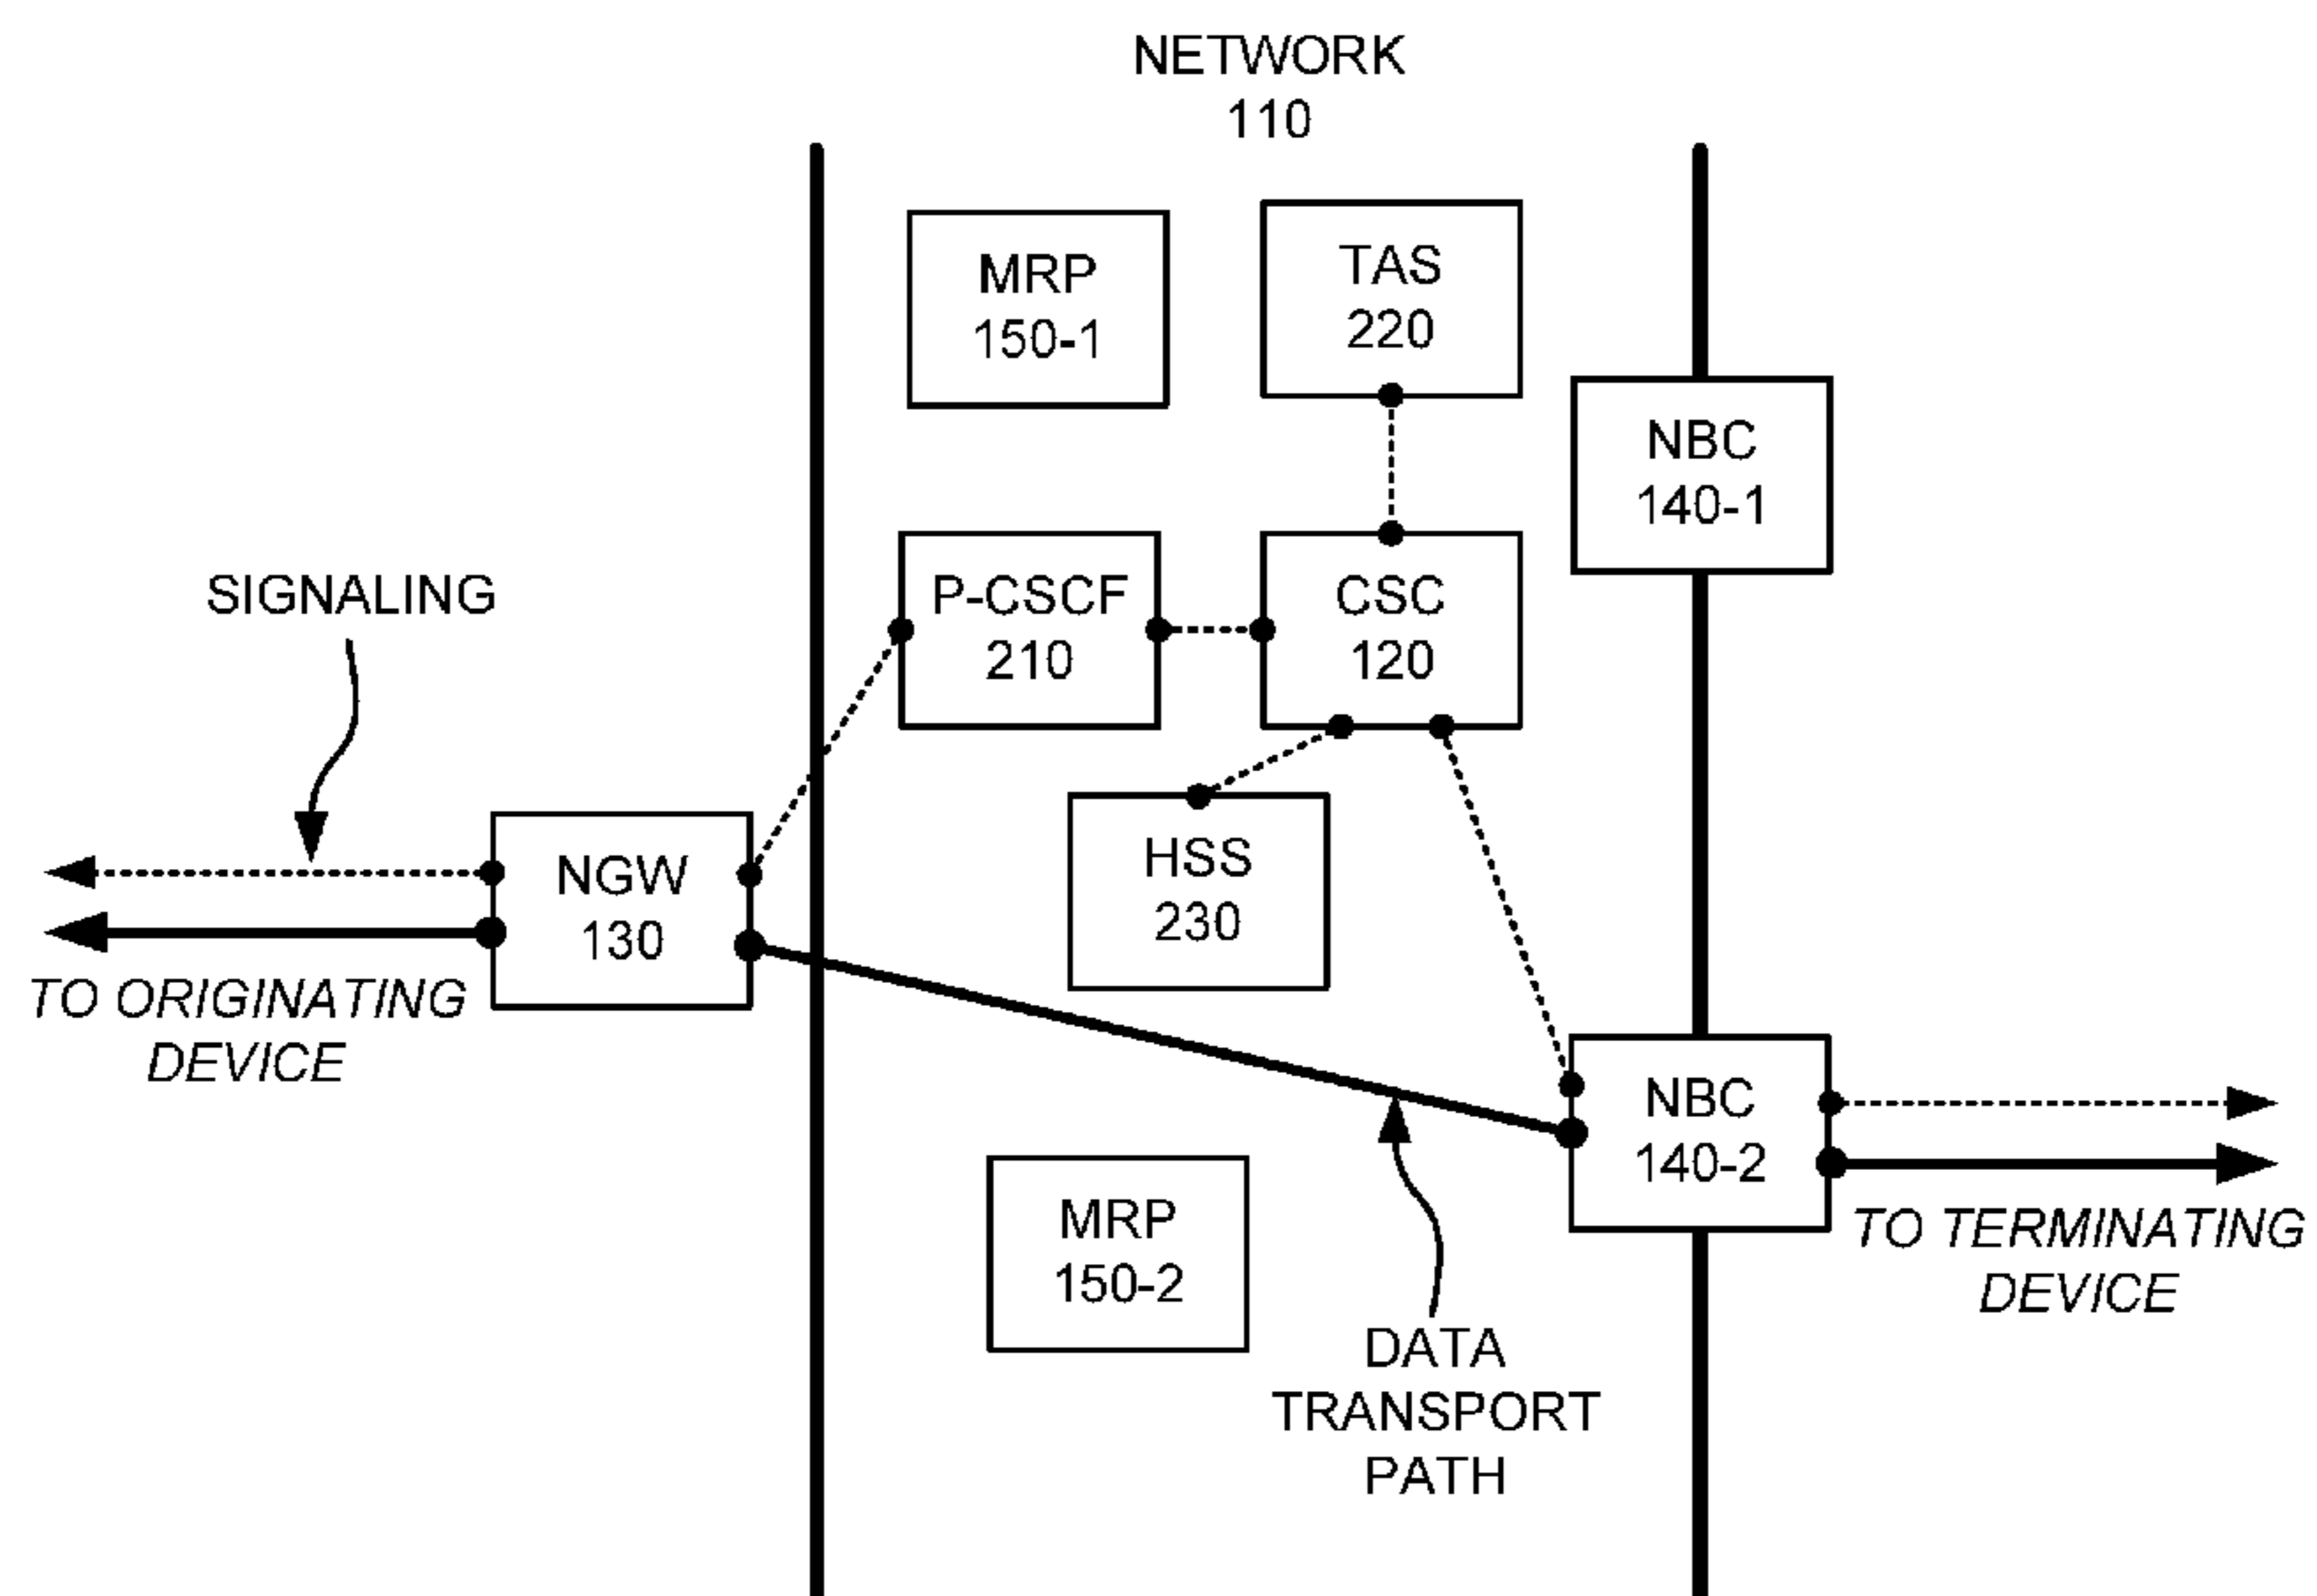 NETWORK
110
MRP
150-1
TAS
220
NBC
140-1
SIGNALING
P-CSCF
210
CSC
120
NGW
130
HSS
230
TO ORIGINATING
DEVICE
NBC
140-2
MRP
150-2
TO TERMINATING
DEVICE
DATA
TRANSPORT
PATH